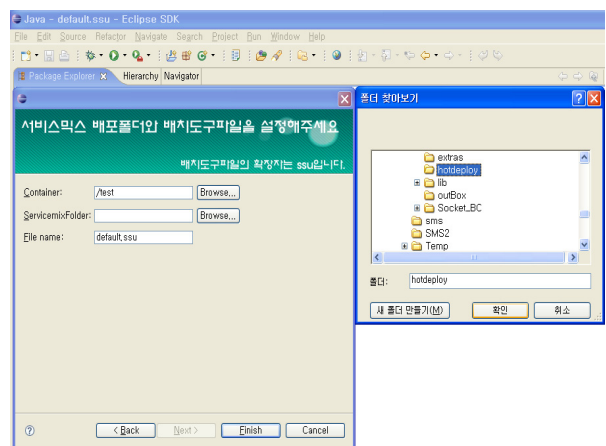 Java - default.ssu - Eclipse SDK
File Edit Source Refactor Navigate Search Project Run Window Help
Package Explorer Hierarchy Navigator
서비스믹스 배포폴더와 배치도구파일을 설정해주세요
배치도구파일의 확장자는 ssu입니다.
Container: /test Browse...
ServicemixFolder: Browse...
File name: default.ssu
< Back Next > Finish Cancel
폴더 찾아보기
extras
hotdeploy
lib
outBox
Socket_BC
sms
SMS2
Temp
폴더: hotdeploy
새 폴더 만들기(M) 확인 취소